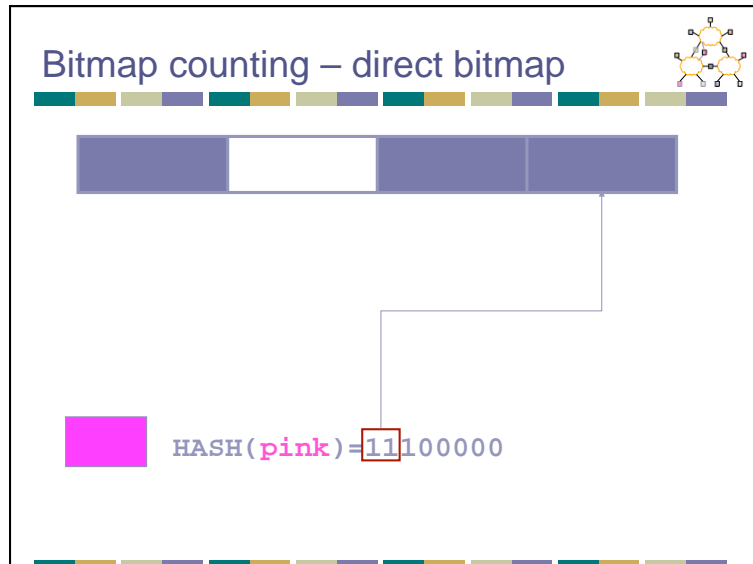 Bitmap counting – direct bitmap
HASH(pink)=11100000